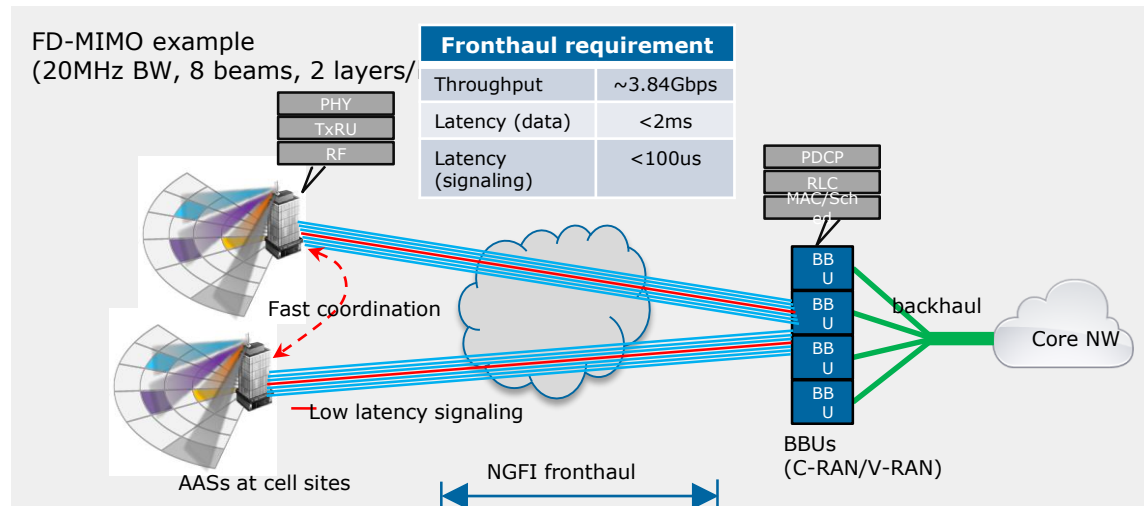 FD-MIMO example
(20MHz BW, 8 beams, 2 layers/
Fronthaul requirement
Throughput ~3.84Gbps
Latency (data) <2ms
Latency <100us
(signaling)
PHY
TxRU
RF
PDCP
RLC
MAC/Sch
ed
BB
U
BB
U
BB
U
BB
U
backhaul
Core NW
Fast coordination
Low latency signaling
BBUs
(C-RAN/V-RAN)
NGFI fronthaul
AASs at cell sites